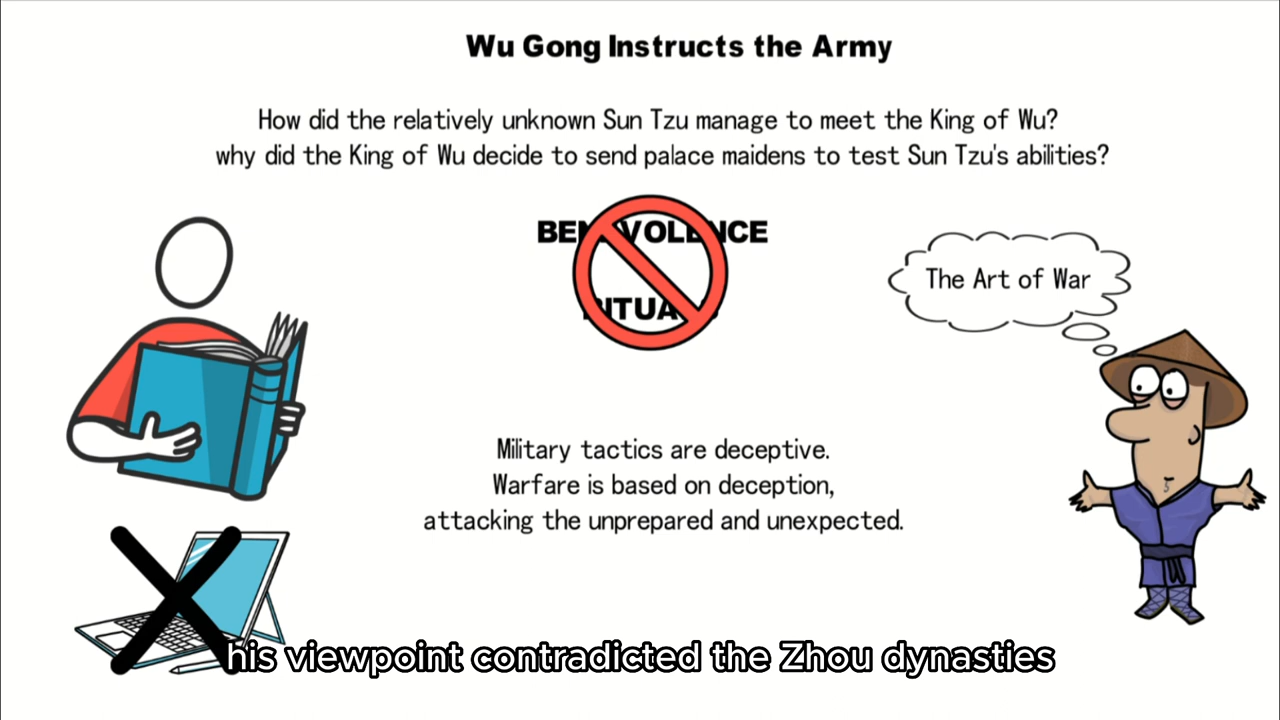 Wu Gong Instructs the Army
How did the relatively unknown Sun Tzu manage to meet the King of Wu?
why did the King of Wu decide to send palace maidens to test Sun Tzu's abilities?
BENEVOLENCE
RITUALS
The Art of War
Military tactics are deceptive.
Warfare is based on deception,
attacking the unprepared and unexpected.
his viewpoint contradicted the Zhou dynasties